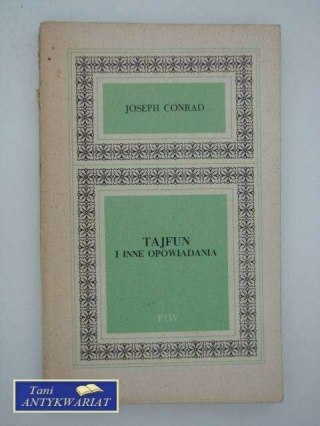 JOSEPH CONRAD
TAJFUN
I INNE OPOWIADANIA
PIW
Tani
ANTYKWARIAT